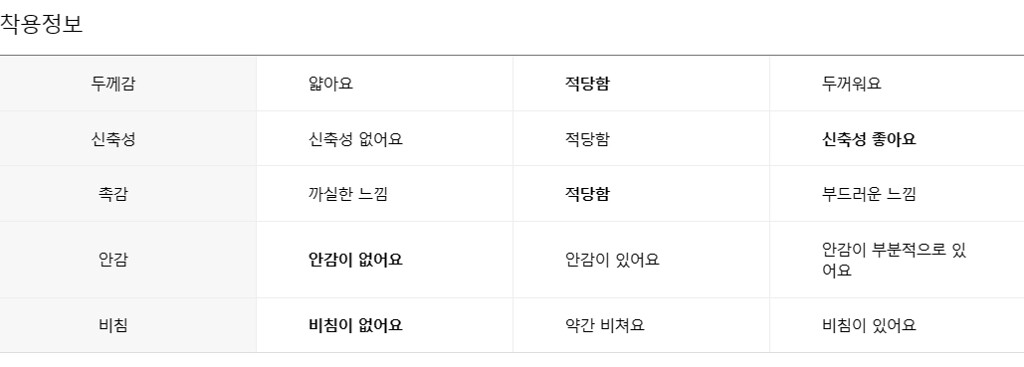 착용정보
두께감 얇아요 적당함 두꺼워요
신축성 신축성 없어요 적당함 신축성 좋아요
촉감 까실한 느낌 적당함 부드러운 느낌
안감 안감이 없어요 안감이 있어요 안감이 부분적으로 있
어요
비침 비침이 없어요 약간 비쳐요 비침이 있어요